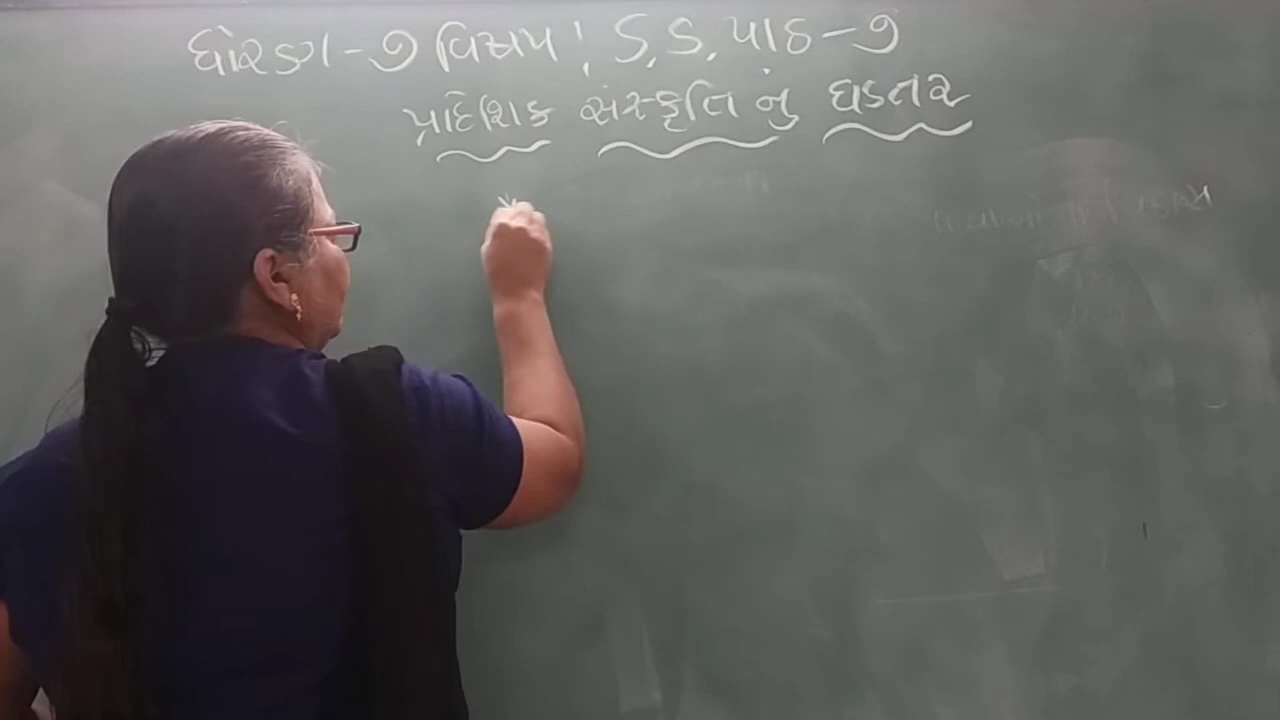 ધોરણ-૭ વિષય: S.S. પાઠ-૭
પ્રાદેશિક સંસ્કૃતિ નું ઘડતર